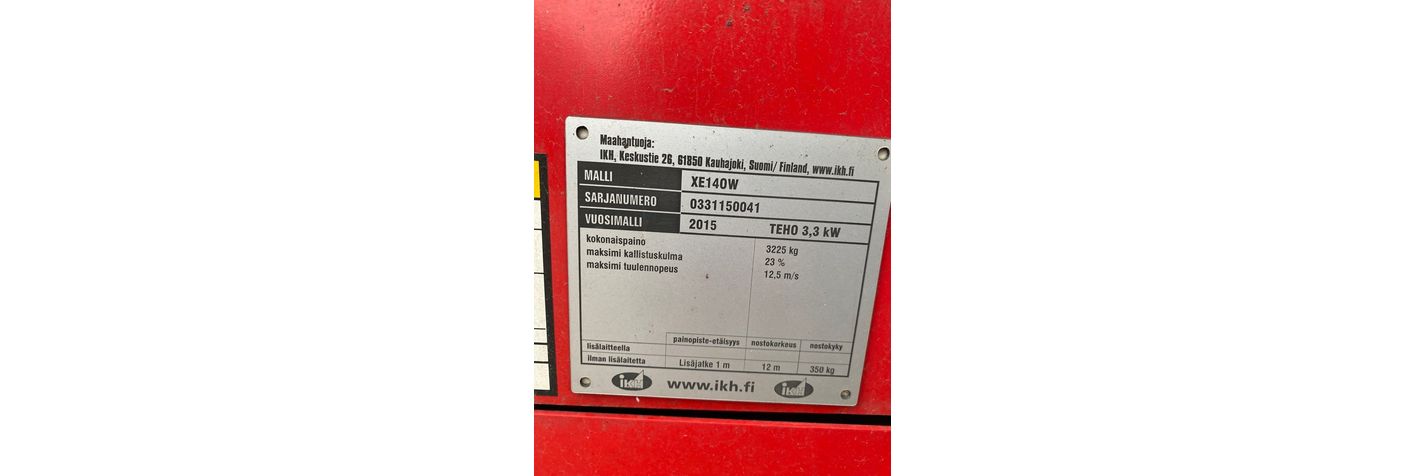 Maahantuoja:
IKH, Keskustie 26, 61850 Kauhajoki, Suomi/ Finland, www.ikh.fi
MALLI XE140W
SARJANUMERO 0331150041
VUOSIMALLI 2015 TEHO 3,3 kW
kokonaispaino 3225 kg
maksimi kallistuskulma 23 %
maksimi tuulennopeus 12,5 m/s
painopiste-etäisyys nostokorkeus nostokyky
lisälaitteella
ilman lisälaitetta Lisäjatke 1 m 12 m 350 kg
IKH www.ikh.fi IKH